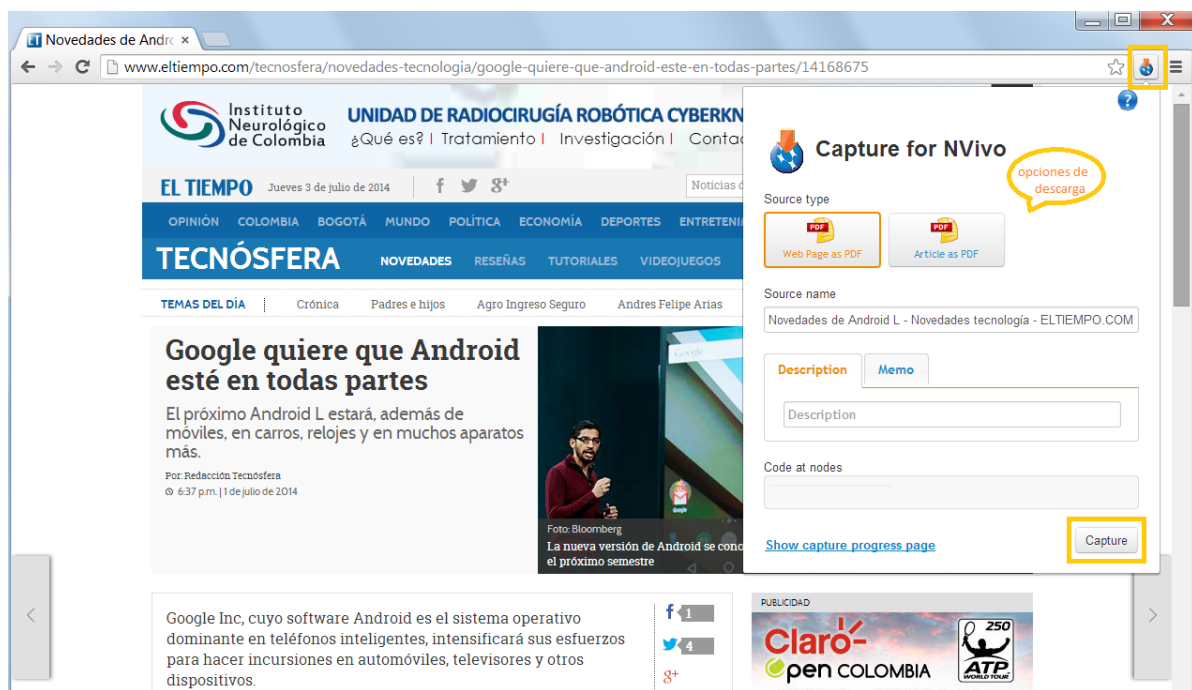 Novedades de Andro
www.eltiempo.com/tecnosfera/novedades-tecnologia/google-quiere-que-android-este-en-todas-partes/14168675
Instituto
Neurológico
de Colombia
UNIDAD DE RADIOCIRUGÍA ROBÓTICA CYBERKN
¿Qué es? | Tratamiento | Investigación | Contac
EL TIEMPO
Jueves 3 de julio de 2014
Noticias d
OPINIÓN COLOMBIA BOGOTÁ MUNDO POLÍTICA ECONOMÍA DEPORTES ENTRETENI
TECNÓSFERA
NOVEDADES RESEÑAS TUTORIALES VIDEOJUEGOS
TEMAS DEL DÍA
Crónica Padres e hijos Agro Ingreso Seguro Andres Felipe Arias
Google quiere que Android
esté en todas partes
El próximo Android L estará, además de
móviles, en carros, relojes y en muchos aparatos
más.
Por: Redacción Tecnósfera
6:37 p.m. | 1 de julio de 2014
Google
Foto: Bloomberg
La nueva versión de Android se cono
el próximo semestre
Google Inc, cuyo software Android es el sistema operativo
dominante en teléfonos inteligentes, intensificará sus esfuerzos
para hacer incursiones en automóviles, televisores y otros
dispositivos.
1
4
Capture for NVivo
opciones de
descarga
Source type
PDF
Web Page as PDF
PDF
Article as PDF
Source name
Novedades de Android L - Novedades tecnología - ELTIEMPO.COM
Description
Memo
Description
Code at nodes
Show capture progress page
Capture
PUBLICIDAD
Claro-
Open COLOMBIA
250
ATP
WORLD TOUR